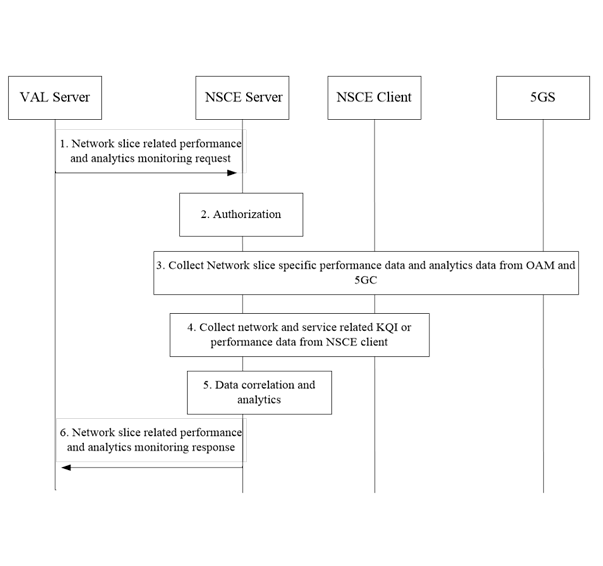 VAL Server
NSCE Server
NSCE Client
5GS
1. Network slice related performance
and analytics monitoring request
2. Authorization
3. Collect Network slice specific performance data and analytics data from OAM and
5GC
4. Collect network and service related KQI or
performance data from NSCE client
5. Data correlation and
analytics
6. Network slice related performance
and analytics monitoring response